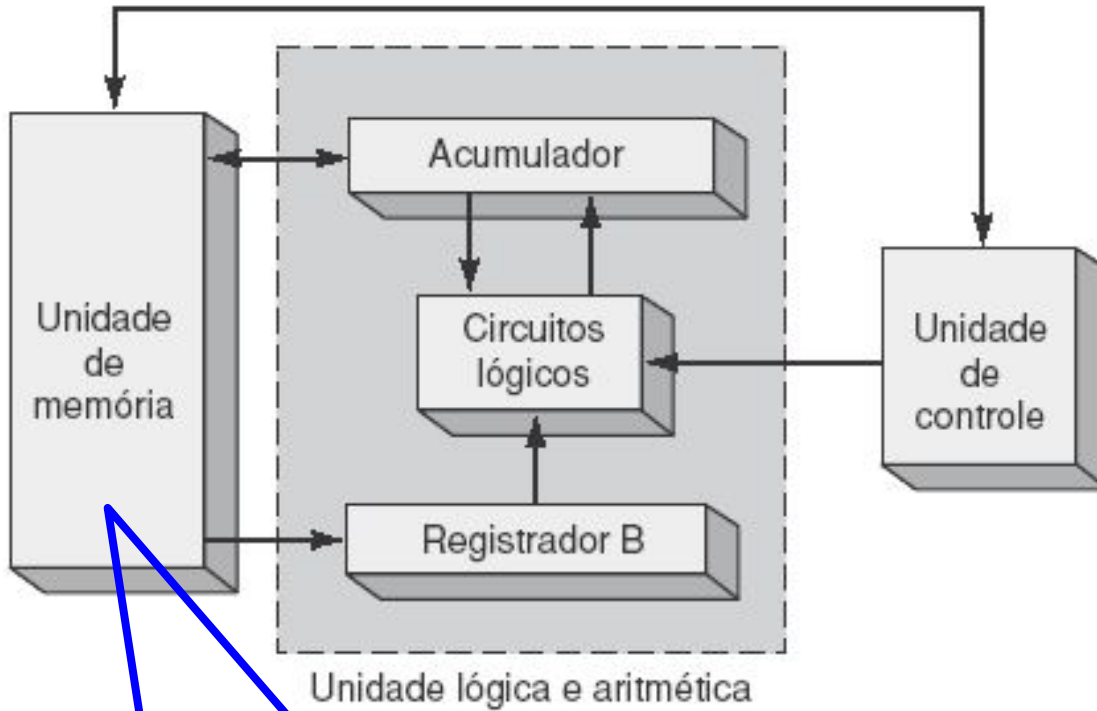 Acumulador
Unidade
de
memória
Circuitos
lógicos
Unidade
de
controle
Registrador B
Unidade lógica e aritmética